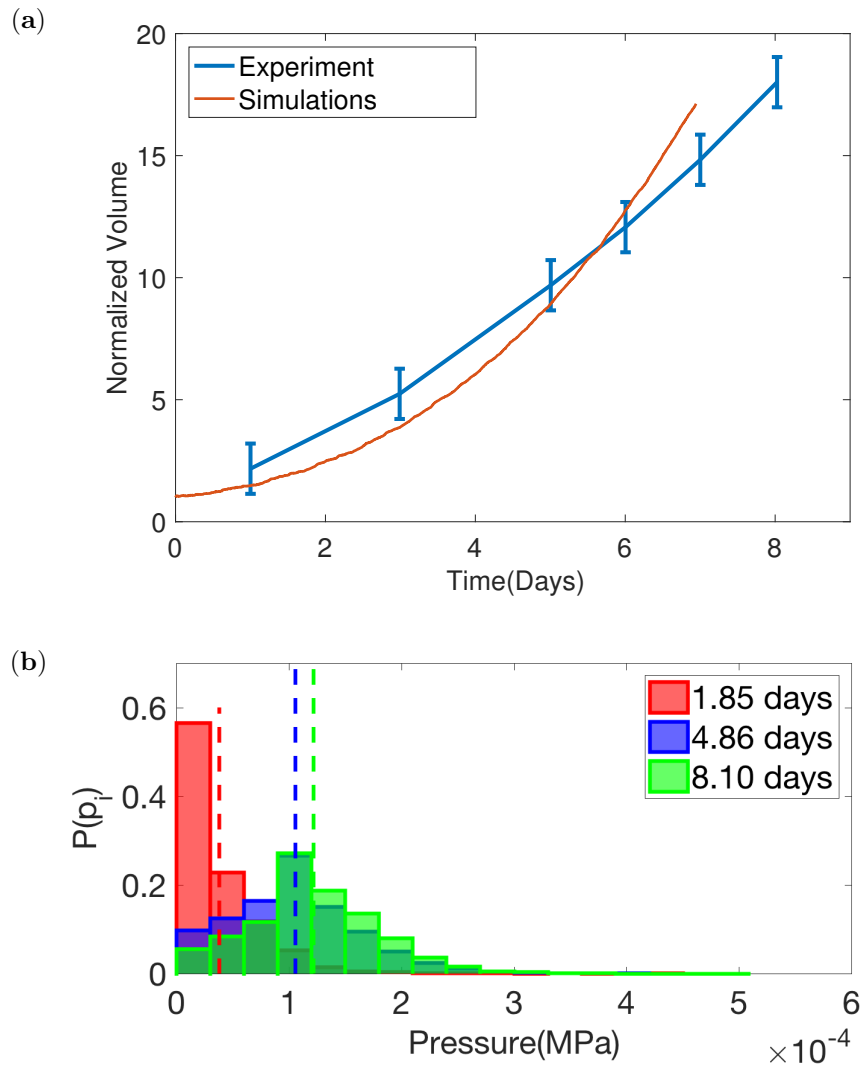 (a)
20
15
10
5
0
Normalized Volume
Experiment
Simulations
0 2 4 6 8
Time(Days)
(b)
0.6
0.4
0.2
0
P(p_i)
1.85 days
4.86 days
8.10 days
0 1 2 3 4 5 6
Pressure(MPa)
×10^-4